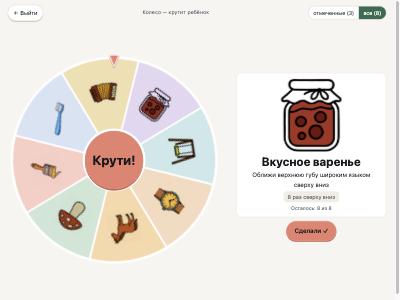 ← Выйти
Колесо — крутит ребёнок
отмеченные (3)
все (8)
Крути!
Вкусное варенье
Оближи верхнюю губу широким языком
сверху вниз
8 раз сверху вниз
Осталось: 8 из 8
Сделали ✓